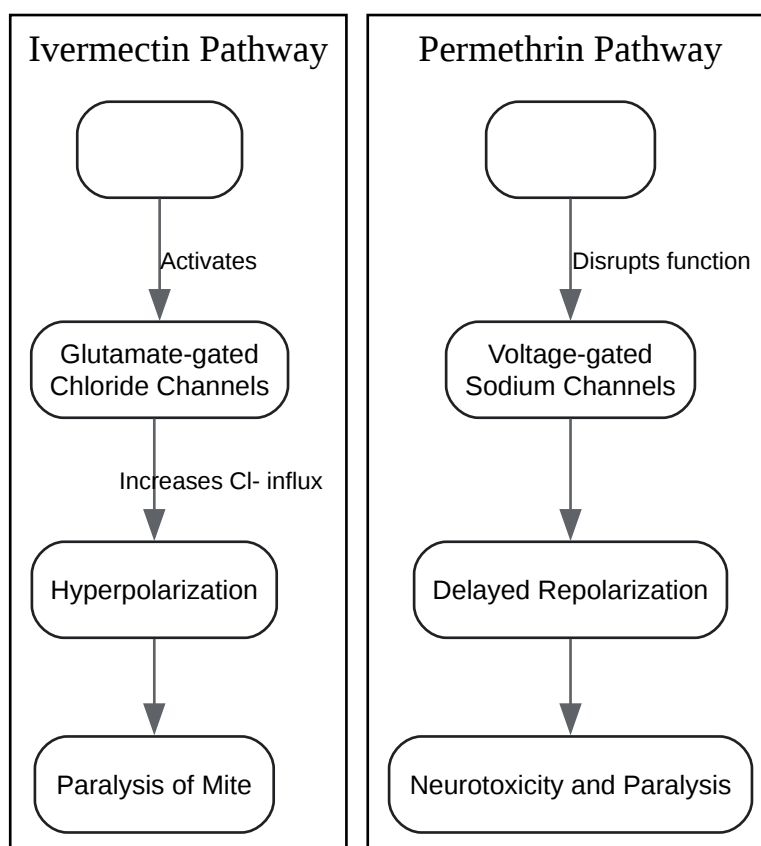 Ivermectin Pathway
Activates
Glutamate-gated
Chloride Channels
Increases Cl- influx
Hyperpolarization
Paralysis of Mite
Permethrin Pathway
Disrupts function
Voltage-gated
Sodium Channels
Delayed Repolarization
Neurotoxicity and Paralysis